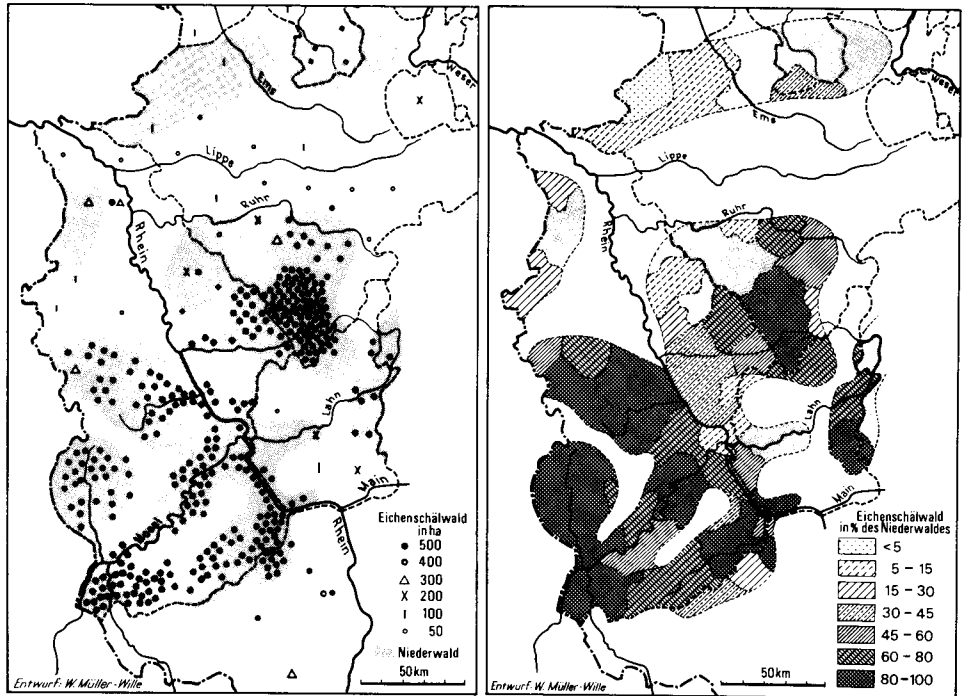 Weser
Ems
Lippe
Ruhr
Rhein
Lahn
Main
Rhein
Eichenschälwald
in ha
500
400
300
200
100
50
Niederwald
50km
Entwurf: W. Müller-Wille
Weser
Ems
Lippe
Ruhr
Rhein
Lahn
Main
Eichenschälwald
in % des Niederwaldes
<5
5 - 15
15 - 30
30 - 45
45 - 60
60 - 80
80 - 100
50km
Entwurf: W. Müller-Wille